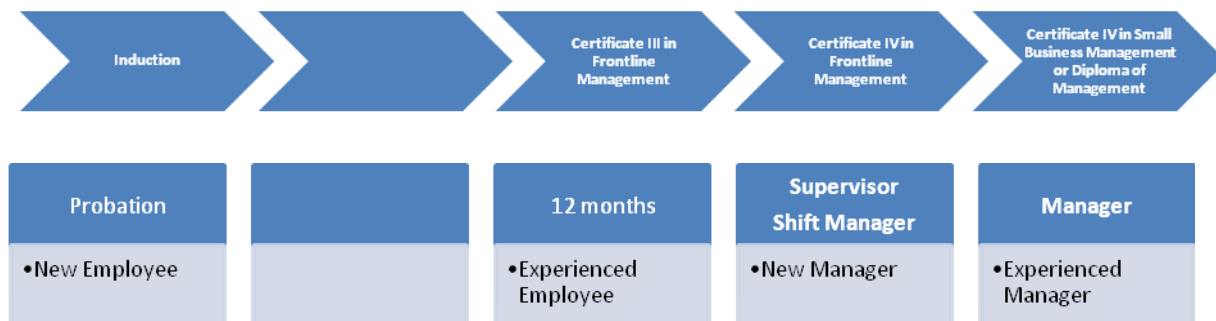 Induction
Certificate III in
Frontline
Management
Certificate IV in
Frontline
Management
Certificate IV in Small
Business Management
or Diploma of
Management
Probation
•New Employee
12 months
•Experienced
Employee
Supervisor
Shift Manager
•New Manager
Manager
•Experienced
Manager